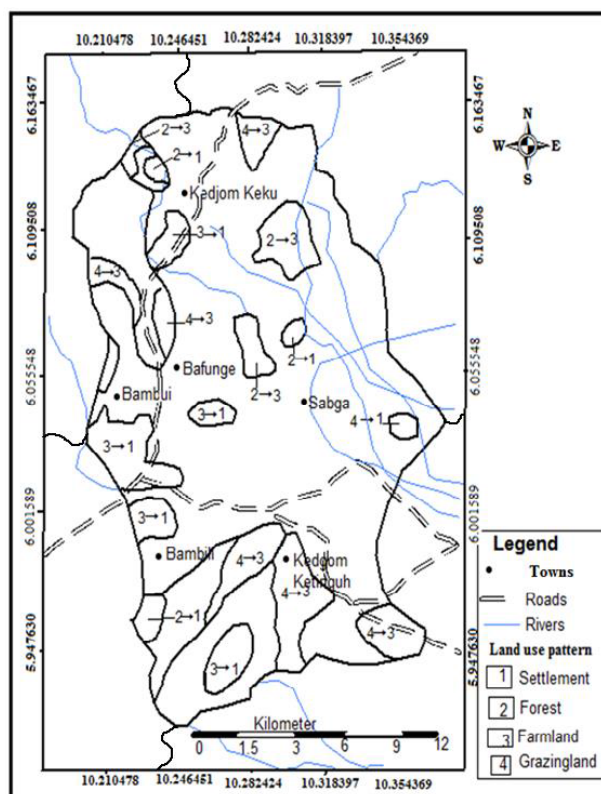 10.210478 10.246451 10.282424 10.318397 10.354369
6.163467 6.163467
N
W E
S
2→3
4→3
2→1
Kedjom Keku
6.109508 6.109508
3→1
2→3
4→3
4→3
2→1
6.055548 6.055548
Bafunge
2→3
Bambui
Sabga
3→1
4→1
3→1
6.001589 6.001589
3→1
Legend
Bambili
4→3
Kedgom
Ketinguh
Towns
4→3
Roads
2→1
Rivers
4→3
5.947630 5.947630
Land use pattern
3→1
1 Settlement
2 Forest
Kilometer
3 Farmland
0 1.5 3 6 9 12
4 Grazingland
10.210478 10.246451 10.282424 10.318397 10.354369